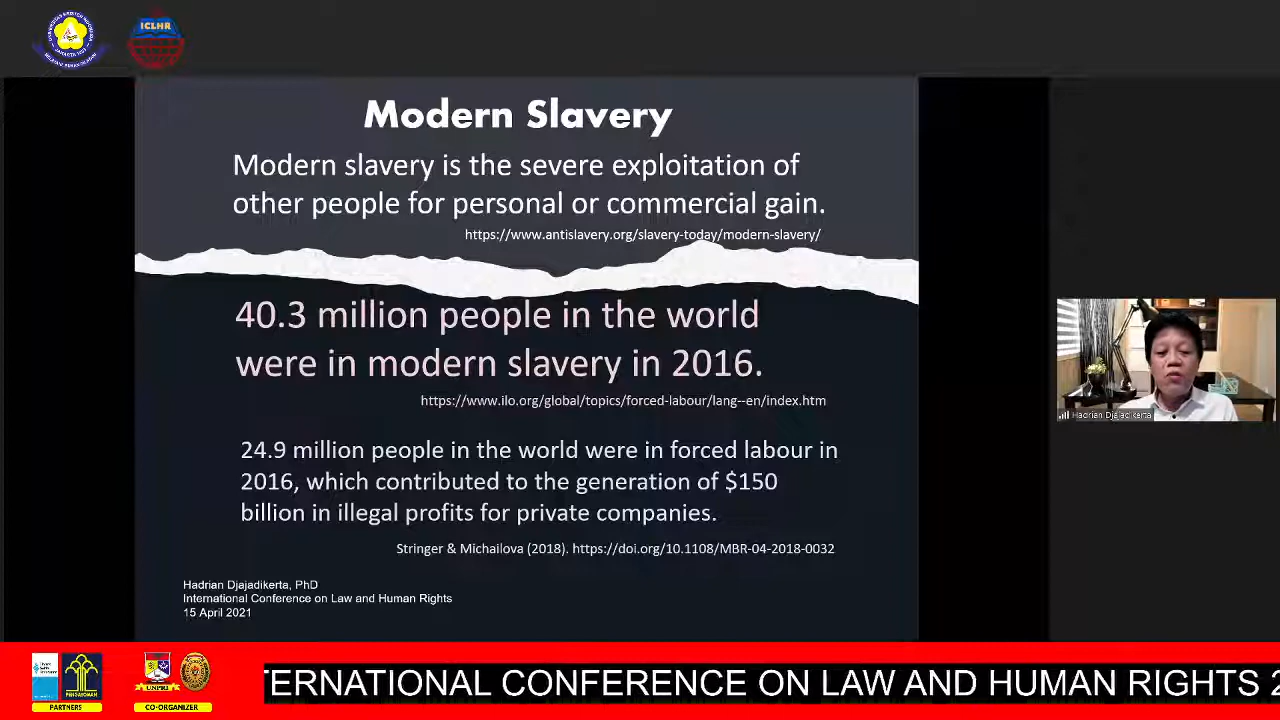 ICLHR
Modern Slavery
Modern slavery is the severe exploitation of
other people for personal or commercial gain.
https://www.antislavery.org/slavery-today/modern-slavery/
40.3 million people in the world
were in modern slavery in 2016.
https://www.ilo.org/global/topics/forced-labour/lang--en/index.htm
24.9 million people in the world were in forced labour in
2016, which contributed to the generation of $150
billion in illegal profits for private companies.
Stringer & Michailova (2018). https://doi.org/10.1108/MBR-04-2018-0032
Hadrian Djajadikerta, PhD
International Conference on Law and Human Rights
15 April 2021
Hadrian Djajadikerta
PENGAYOMAN
UNPRI
PARTNERS
CO-ORGANIZER
TERNATIONAL CONFERENCE ON LAW AND HUMAN RIGHTS 2